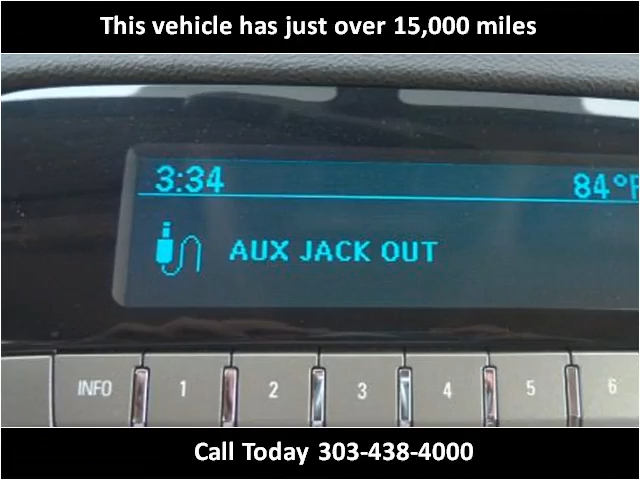 This vehicle has just over 15,000 miles
3:34 84°F
AUX JACK OUT
INFO 1 2 3 4 5 6
Call Today 303-438-4000